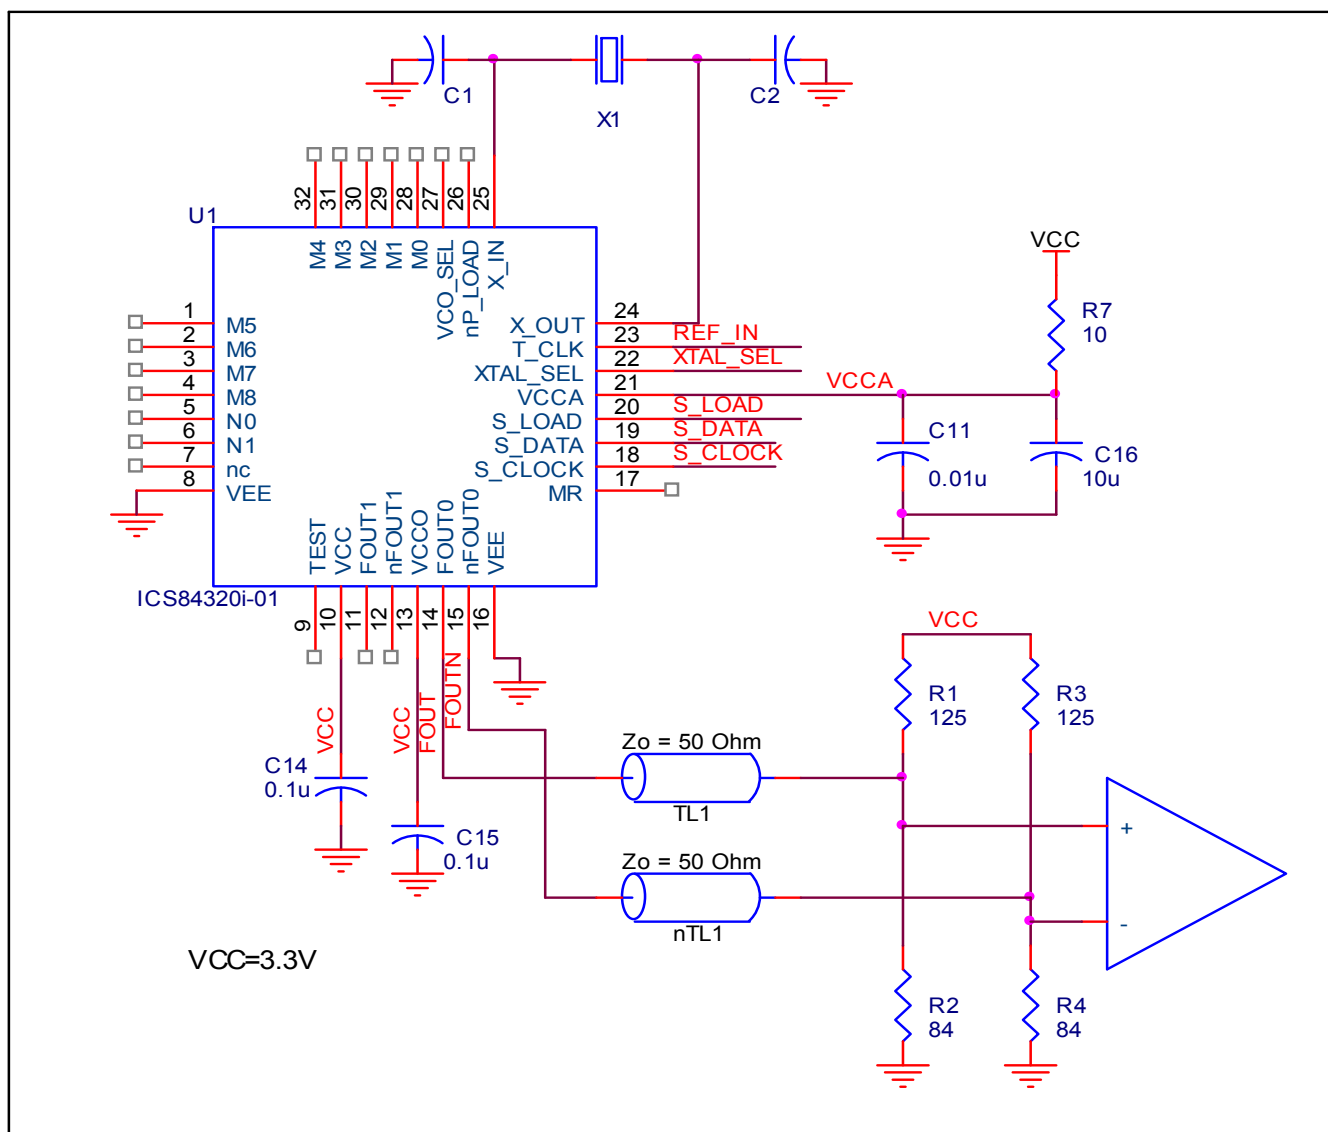 C1
X1
C2
32
31
30
29
28
27
26
25
U1
M4
M3
M2
M1
M0
VCO_SEL
nP_LOAD
X_IN
1
2
3
4
5
6
7
8
M5
M6
M7
M8
N0
N1
nc
VEE
X_OUT
T_CLK
XTAL_SEL
VCCA
S_LOAD
S_DATA
S_CLOCK
MR
24
23
22
21
20
19
18
17
REF_IN
XTAL_SEL
VCCA
S_LOAD
S_DATA
S_CLOCK
VCC
R7
10
C11
0.01u
C16
10u
TEST
VCC
FOUT1
nFOUT1
VCCO
FOUT0
nFOUT0
VEE
ICS84320i-01
9
10
11
12
13
14
15
16
VCC
VCC
FOUT
FOUTN
C14
0.1u
C15
0.1u
VCC
R1
125
R3
125
Zo = 50 Ohm
TL1
Zo = 50 Ohm
nTL1
+
-
VCC=3.3V
R2
84
R4
84